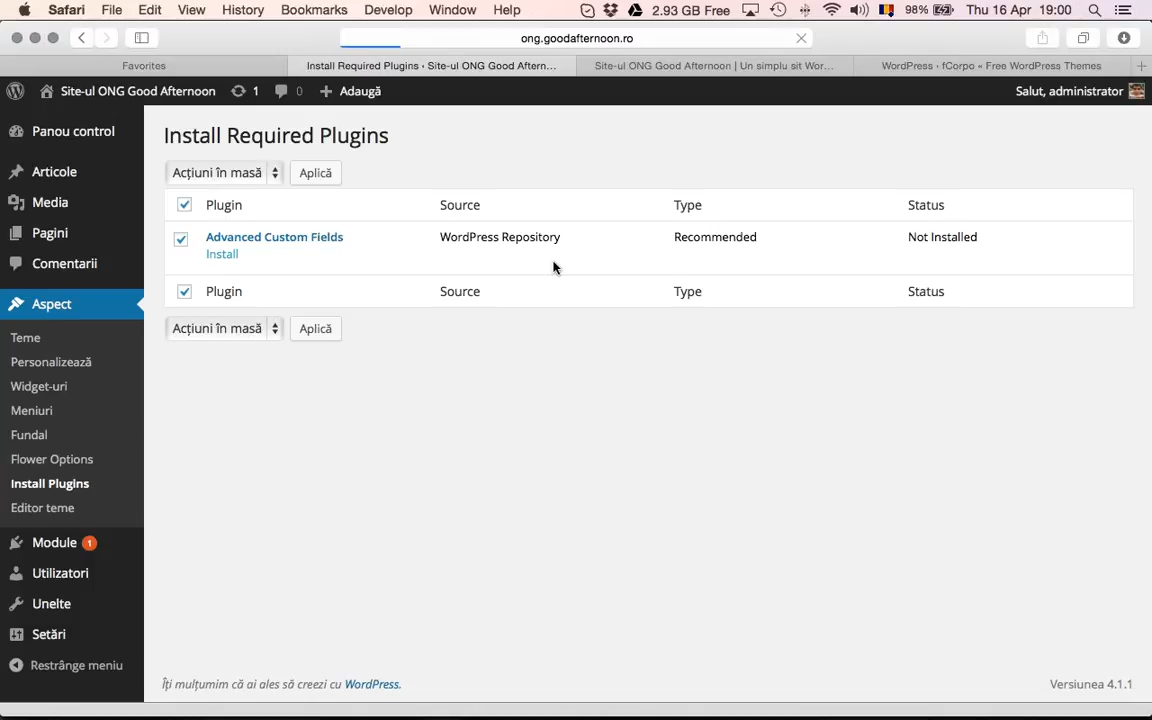 Safari File Edit View History Bookmarks Develop Window Help 2.93 GB Free 98% Thu 16 Apr 19:00
ong.goodafternoon.ro
Favorites Install Required Plugins ‹ Site-ul ONG Good Aftern... Site-ul ONG Good Afternoon | Un simplu sit Wor... WordPress › fCorpo « Free WordPress Themes
Site-ul ONG Good Afternoon 1 0 Adaugă Salut, administrator
Panou control
Articole
Media
Pagini
Comentarii
Aspect
Teme
Personalizează
Widget-uri
Meniuri
Fundal
Flower Options
Install Plugins
Editor teme
Module 1
Utilizatori
Unelte
Setări
Restrânge meniu
Install Required Plugins
Acțiuni în masă Aplică
Plugin Source Type Status
Advanced Custom Fields WordPress Repository Recommended Not Installed
Install
Plugin Source Type Status
Acțiuni în masă Aplică
Îți mulțumim că ai ales să creezi cu WordPress. Versiunea 4.1.1